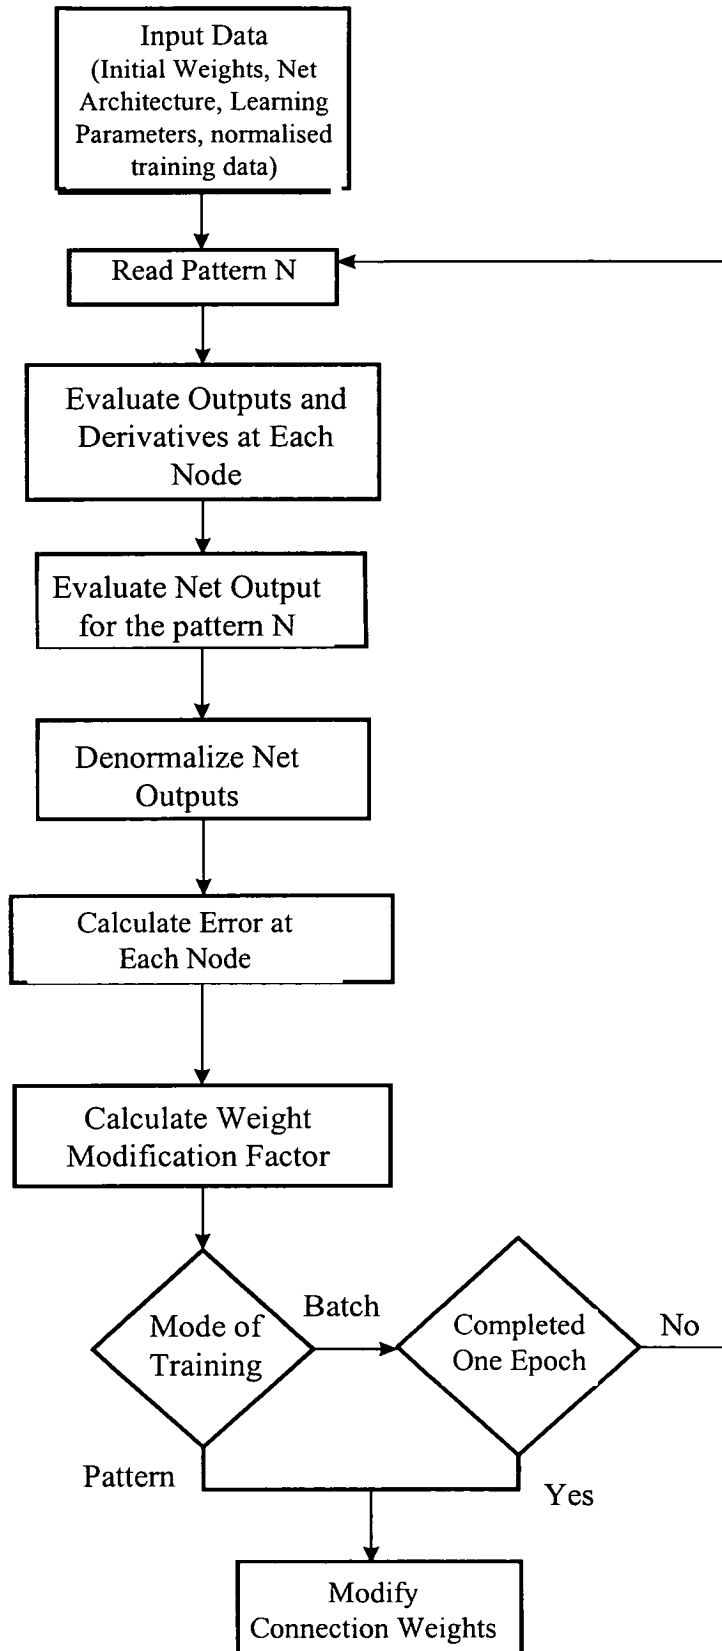 Input Data
(Initial Weights, Net
Architecture, Learning
Parameters, normalised
training data)
Read Pattern N
Evaluate Outputs and
Derivatives at Each
Node
Evaluate Net Output
for the pattern N
Denormalize Net
Outputs
Calculate Error at
Each Node
Calculate Weight
Modification Factor
Mode of
Training
Batch
Completed
One Epoch
No
Pattern
Yes
Modify
Connection Weights